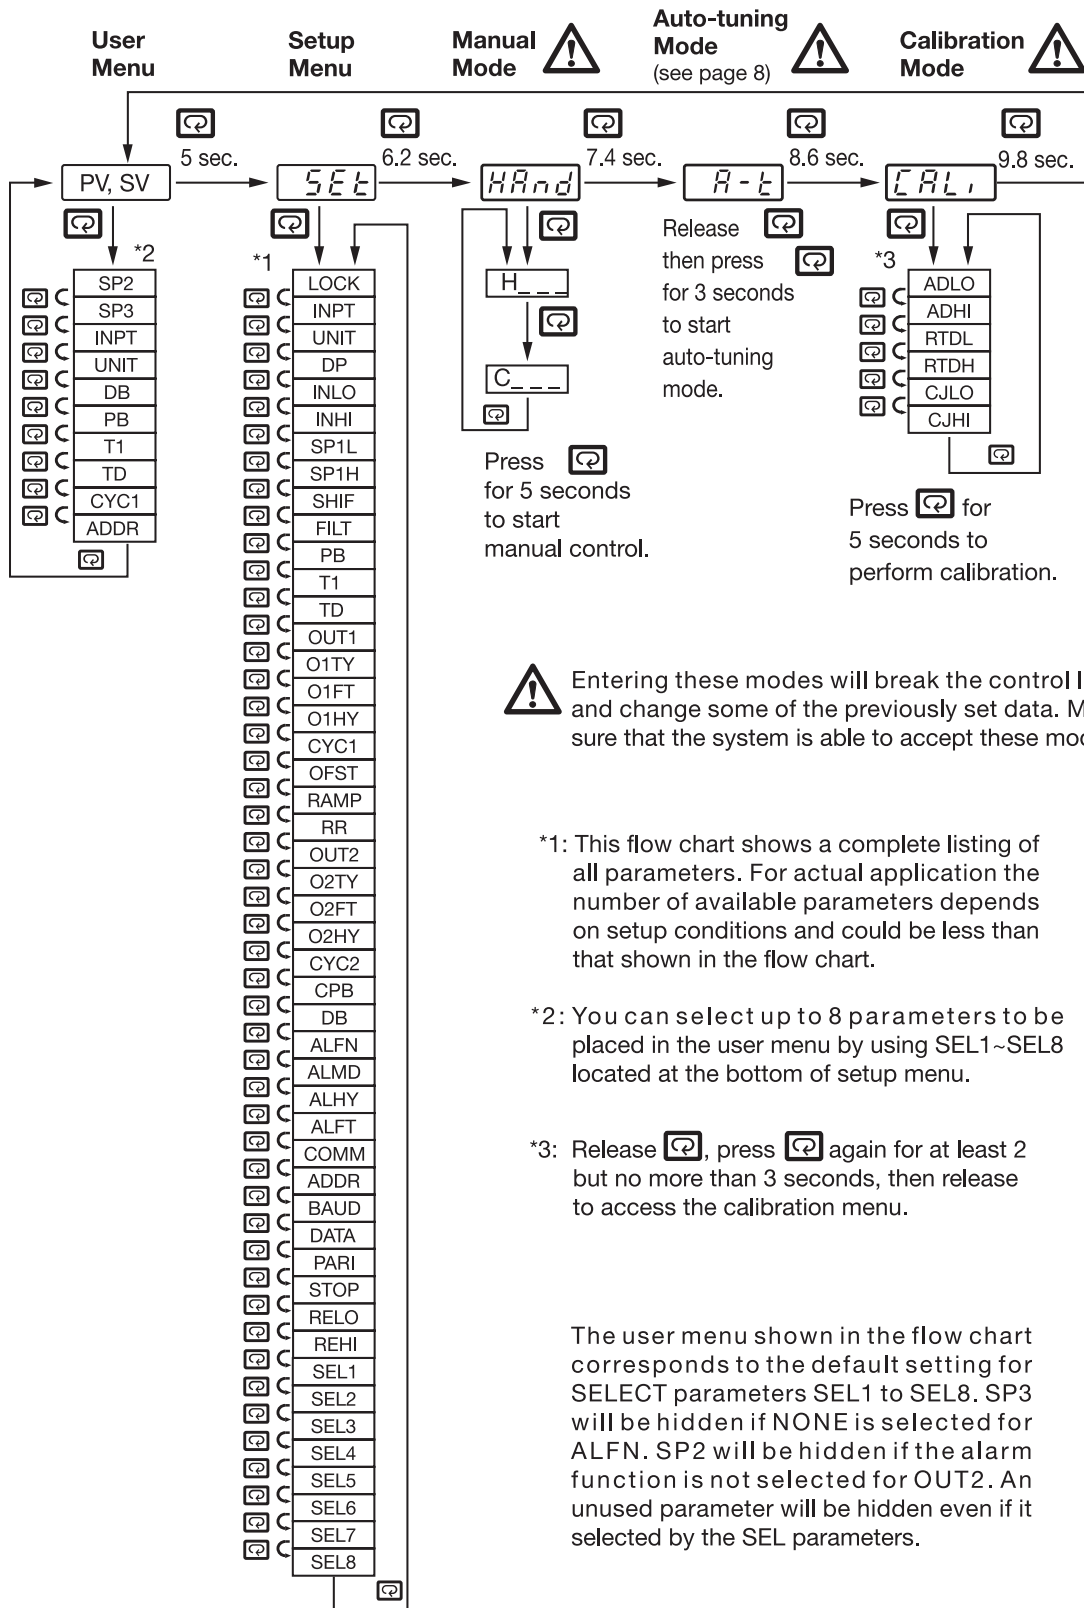 User
Menu
Setup
Menu
Manual
Mode
Auto-tuning
Mode
(see page 8)
Calibration
Mode
5 sec.
6.2 sec.
7.4 sec.
8.6 sec.
9.8 sec.
PV, SV
SEt
HAnd
A-t
CALi
*2
SP2
SP3
INPT
UNIT
DB
PB
T1
TD
CYC1
ADDR
*1
LOCK
INPT
UNIT
DP
INLO
INHI
SP1L
SP1H
SHIF
FILT
PB
T1
TD
OUT1
O1TY
O1FT
O1HY
CYC1
OFST
RAMP
RR
OUT2
O2TY
O2FT
O2HY
CYC2
CPB
DB
ALFN
ALMD
ALHY
ALFT
COMM
ADDR
BAUD
DATA
PARI
STOP
RELO
REHI
SEL1
SEL2
SEL3
SEL4
SEL5
SEL6
SEL7
SEL8
H_ _ _
C_ _ _
Press
for 5 seconds
to start
manual control.
Release
then press
for 3 seconds
to start
auto-tuning
mode.
*3
ADLO
ADHI
RTDL
RTDH
CJLO
CJHI
Press for
5 seconds to
perform calibration.
Entering these modes will break the control
and change some of the previously set data.
sure that the system is able to accept these
*1: This flow chart shows a complete listing of
all parameters. For actual application the
number of available parameters depends
on setup conditions and could be less than
that shown in the flow chart.
*2: You can select up to 8 parameters to be
placed in the user menu by using SEL1~SEL8
located at the bottom of setup menu.
*3: Release , press again for at least 2
but no more than 3 seconds, then release
to access the calibration menu.
The user menu shown in the flow chart
corresponds to the default setting for
SELECT parameters SEL1 to SEL8. SP3
will be hidden if NONE is selected for
ALFN. SP2 will be hidden if the alarm
function is not selected for OUT2. An
unused parameter will be hidden even if it
selected by the SEL parameters.